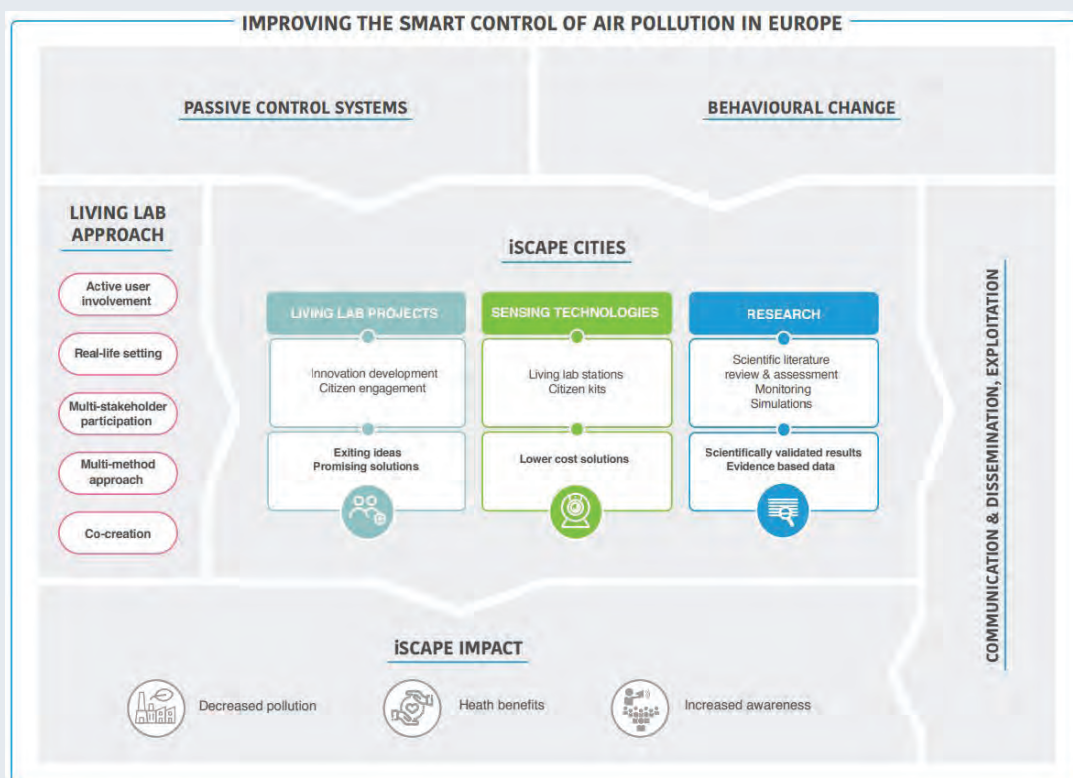 IMPROVING THE SMART CONTROL OF AIR POLLUTION IN EUROPE
PASSIVE CONTROL SYSTEMS
BEHAVIOURAL CHANGE
LIVING LAB
APPROACH
Active user
involvement
Real-life setting
Multi-stakeholder
participation
Multi-method
approach
Co-creation
iSCAPE CITIES
LIVING LAB PROJECTS
Innovation development
Citizen engagement
Exiting ideas
Promising solutions
SENSING TECHNOLOGIES
Living lab stations
Citizen kits
Lower cost solutions
RESEARCH
Scientific literature
review & assessment
Monitoring
Simulations
Scientifically validated results
Evidence based data
COMMUNICATION & DISSEMINATION, EXPLOITATION
iSCAPE IMPACT
Decreased pollution
Heath benefits
Increased awareness